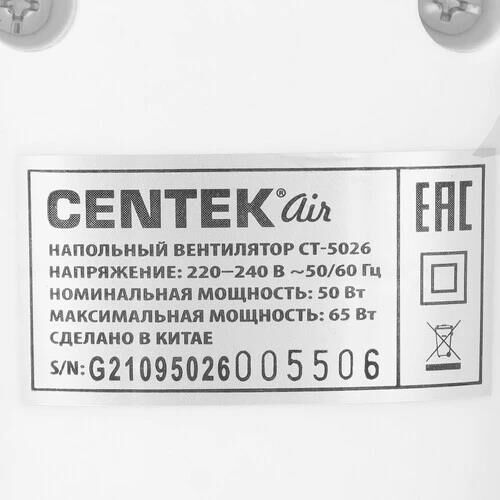 CENTEK® air
НАПОЛЬНЫЙ ВЕНТИЛЯТОР CT-5026
НАПРЯЖЕНИЕ: 220–240 В ~50/60 Гц
НОМИНАЛЬНАЯ МОЩНОСТЬ: 50 Вт
МАКСИМАЛЬНАЯ МОЩНОСТЬ: 65 Вт
СДЕЛАНО В КИТАЕ
S/N: G21095026005506
EAC